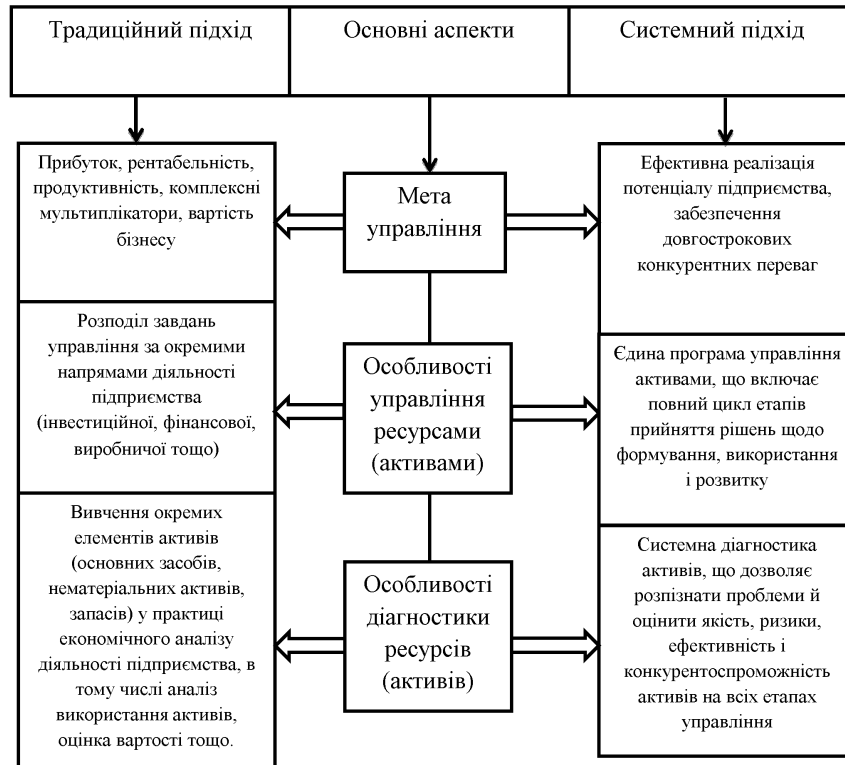 Традиційний підхід
Основні аспекти
Системний підхід
Прибуток, рентабельність,
продуктивність, комплексні
мультиплікатори, вартість
бізнесу
Мета
управління
Ефективна реалізація
потенціалу підприємства,
забезпечення
довгострокових
конкурентних переваг
Розподіл завдань
управління за окремими
напрямами діяльності
підприємства
(інвестиційної, фінансової,
виробничої тощо)
Особливості
управління
ресурсами
(активами)
Єдина програма управління
активами, що включає
повний цикл етапів
прийняття рішень щодо
формування, використання
і розвитку
Вивчення окремих
елементів активів
(основних засобів,
нематеріальних активів,
запасів) у практиці
економічного аналізу
діяльності підприємства, в
тому числі аналіз
використання активів,
оцінка вартості тощо.
Особливості
діагностики
ресурсів
(активів)
Системна діагностика
активів, що дозволяє
розпізнати проблеми й
оцінити якість, ризики,
ефективність і
конкурентоспроможність
активів на всіх етапах
управління